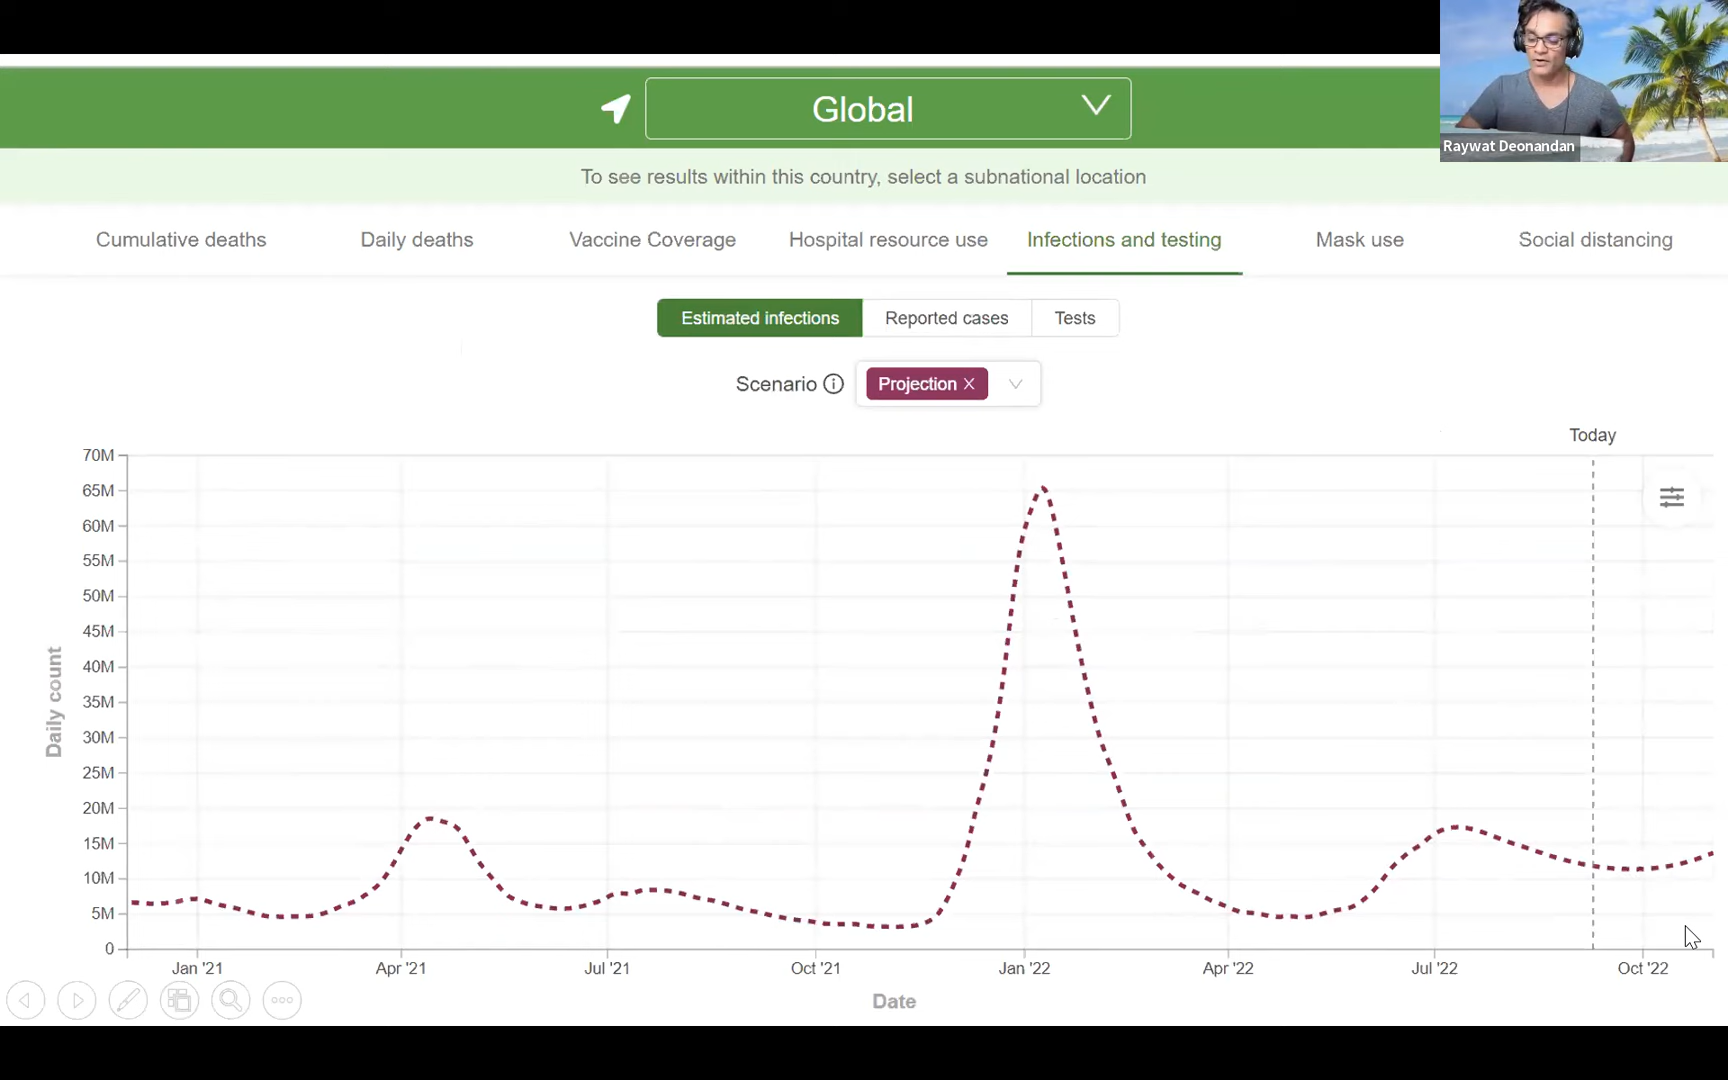 Global
Raywat Deonandan
To see results within this country, select a subnational location
Cumulative deaths Daily deaths Vaccine Coverage Hospital resource use Infections and testing Mask use Social distancing
Estimated infections Reported cases Tests
Scenario Projection
Today
70M
65M
60M
55M
50M
45M
40M
35M
30M
25M
20M
15M
10M
5M
0
Daily count
Jan '21 Apr '21 Jul '21 Oct '21 Jan '22 Apr '22 Jul '22 Oct '22
Date